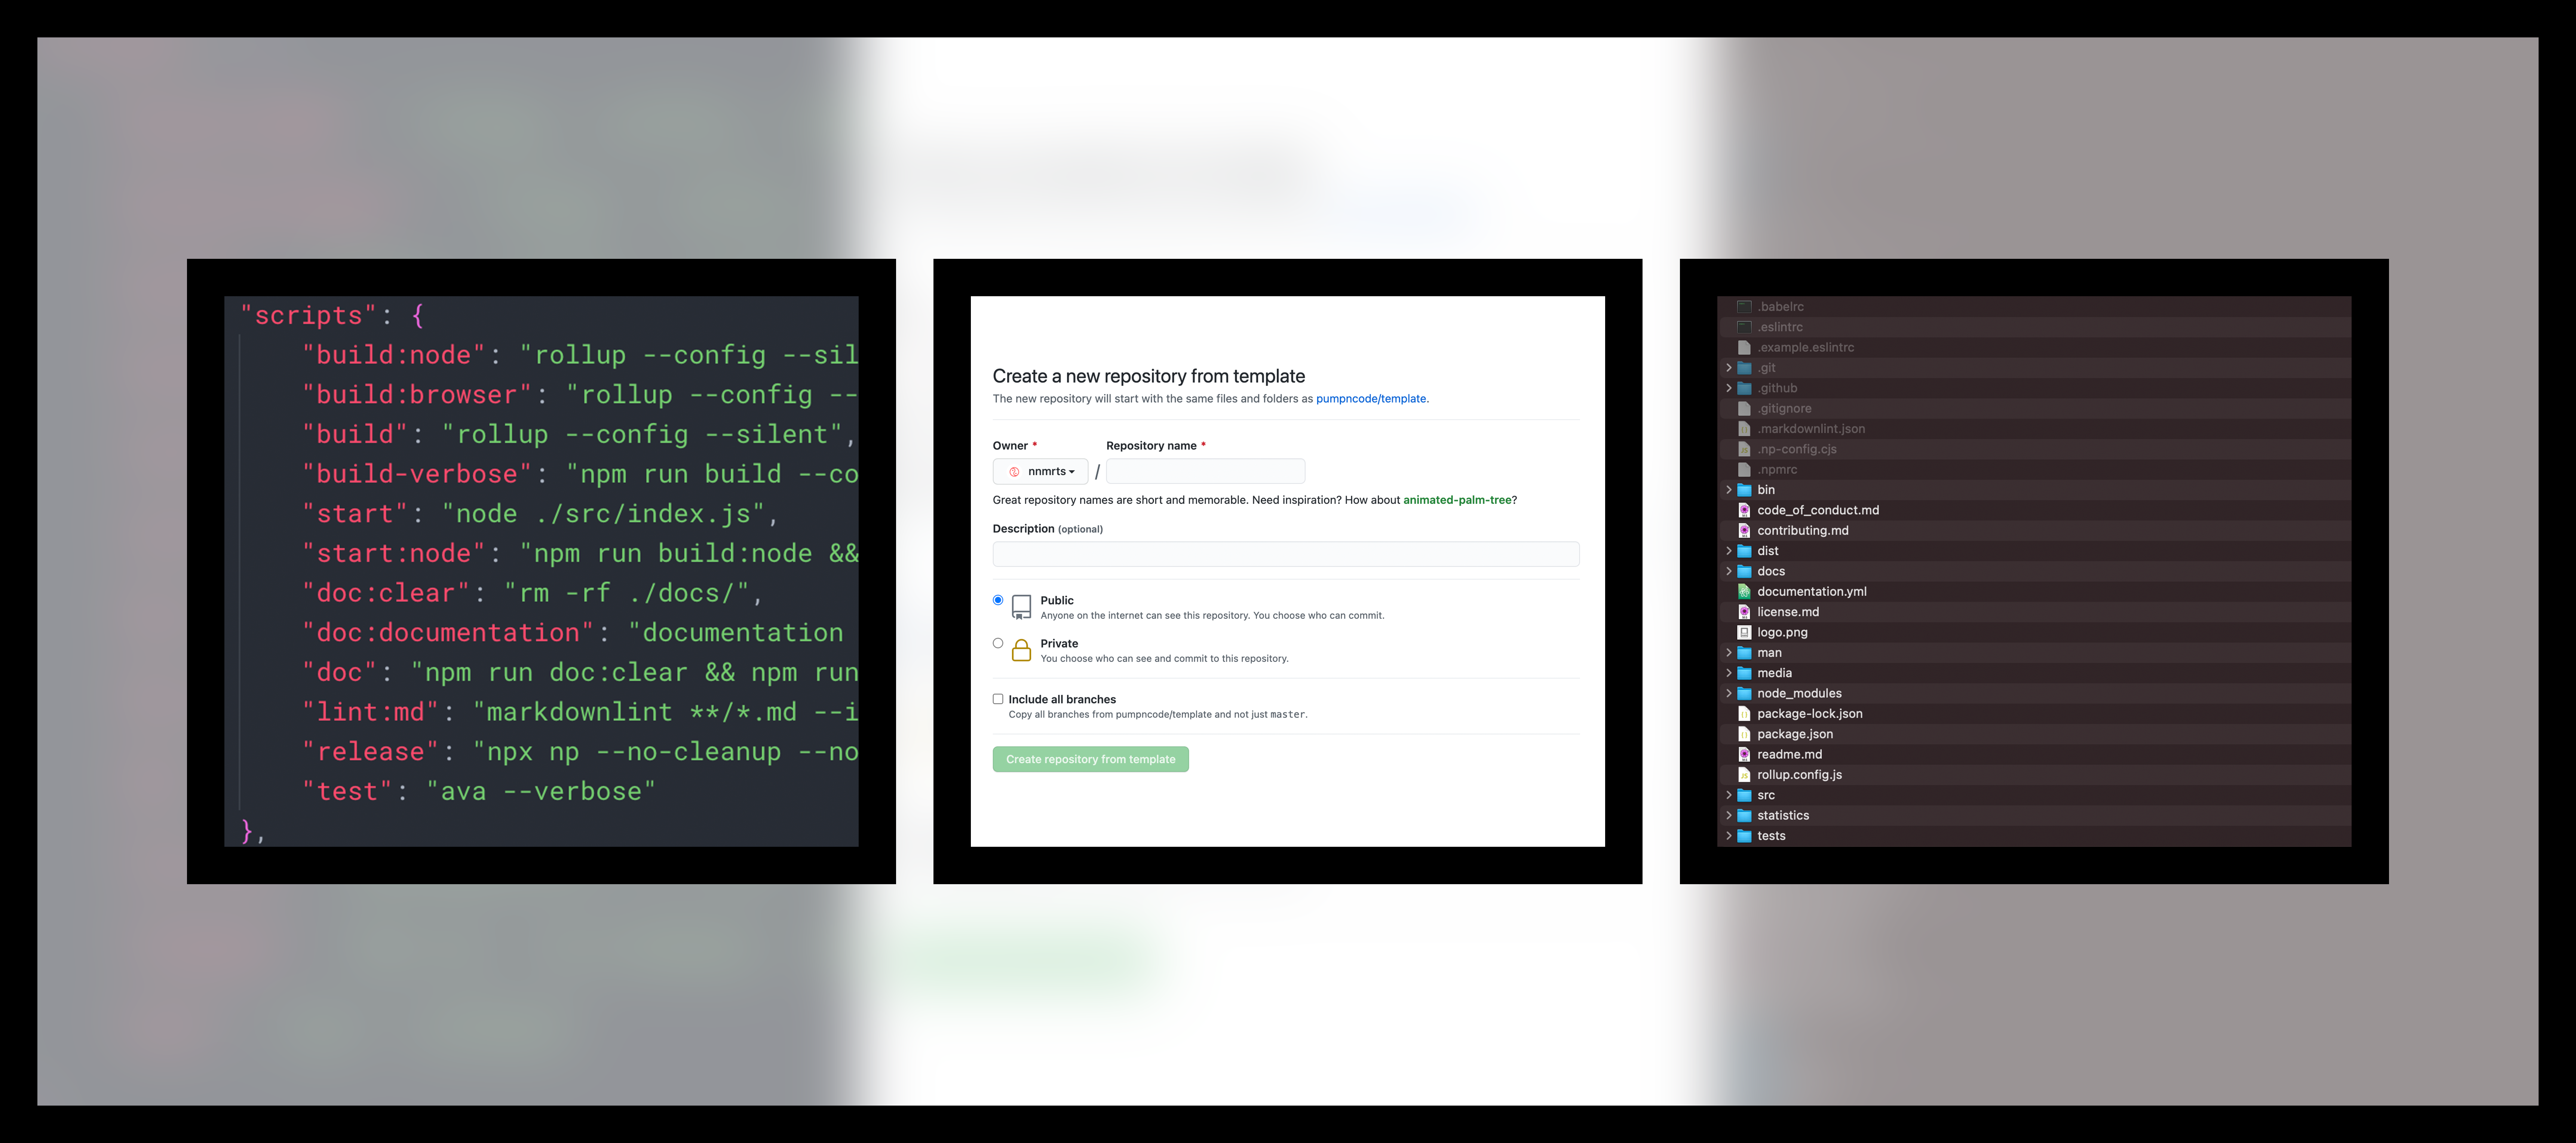 "scripts": {
"build:node": "rollup --config --sil
"build:browser": "rollup --config --
"build": "rollup --config --silent",
"build-verbose": "npm run build --co
"start": "node ./src/index.js",
"start:node": "npm run build:node &&
"doc:clear": "rm -rf ./docs/",
"doc:documentation": "documentation
"doc": "npm run doc:clear && npm run
"lint:md": "markdownlint **/*.md --i
"release": "npx np --no-cleanup --no
"test": "ava --verbose"
},
Create a new repository from template
The new repository will start with the same files and folders as pumpncode/template.
Owner * Repository name *
nnmrts /
Great repository names are short and memorable. Need inspiration? How about animated-palm-tree?
Description (optional)
Public
Anyone on the internet can see this repository. You choose who can commit.
Private
You choose who can see and commit to this repository.
Include all branches
Copy all branches from pumpncode/template and not just master.
Create repository from template
.babelrc
.eslintrc
.example.eslintrc
.git
.github
.gitignore
.markdownlint.json
.np-config.cjs
.npmrc
bin
code_of_conduct.md
contributing.md
dist
docs
documentation.yml
license.md
logo.png
man
media
node_modules
package-lock.json
package.json
readme.md
rollup.config.js
src
statistics
tests